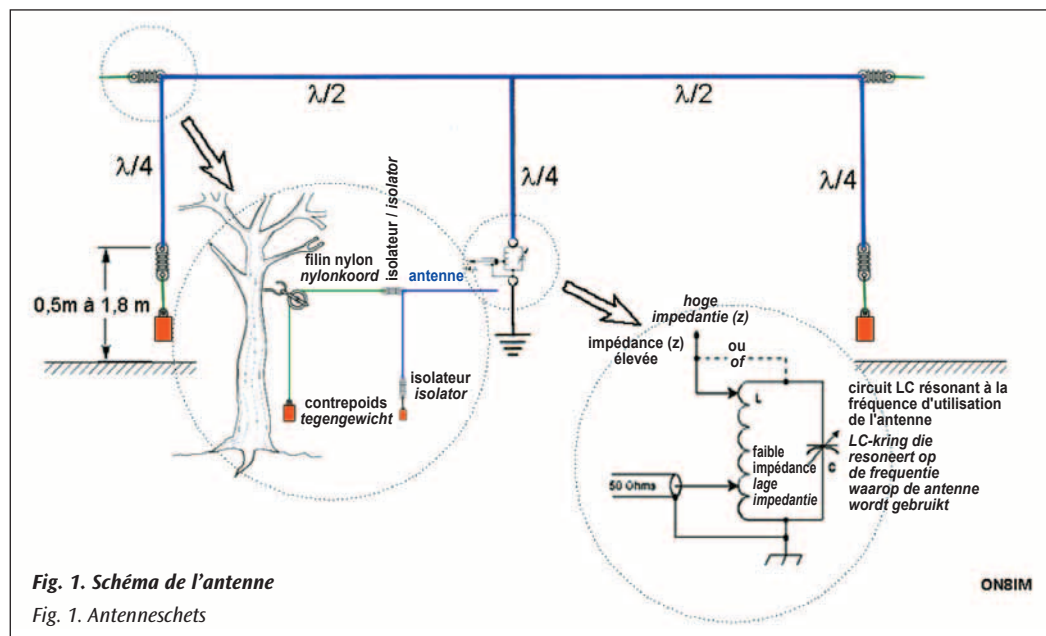 λ/2
λ/2
λ/4
λ/4
λ/4
0,5m à 1,8 m
filin nylon
nylonkoord
isolateur / isolator
antenne
isolateur
isolator
contrepoids
tegengewicht
hoge
impedantie (z)
impédance (z)
élevée
ou
of
L
C
faible
impédance
lage
impedantie
50 Ohms
circuit LC résonant à la
fréquence d'utilisation
de l'antenne
LC-kring die
resoneert op
de frequentie
waarop de antenne
wordt gebruikt
Fig. 1. Schéma de l'antenne
Fig. 1. Antenneschets
ON8IM